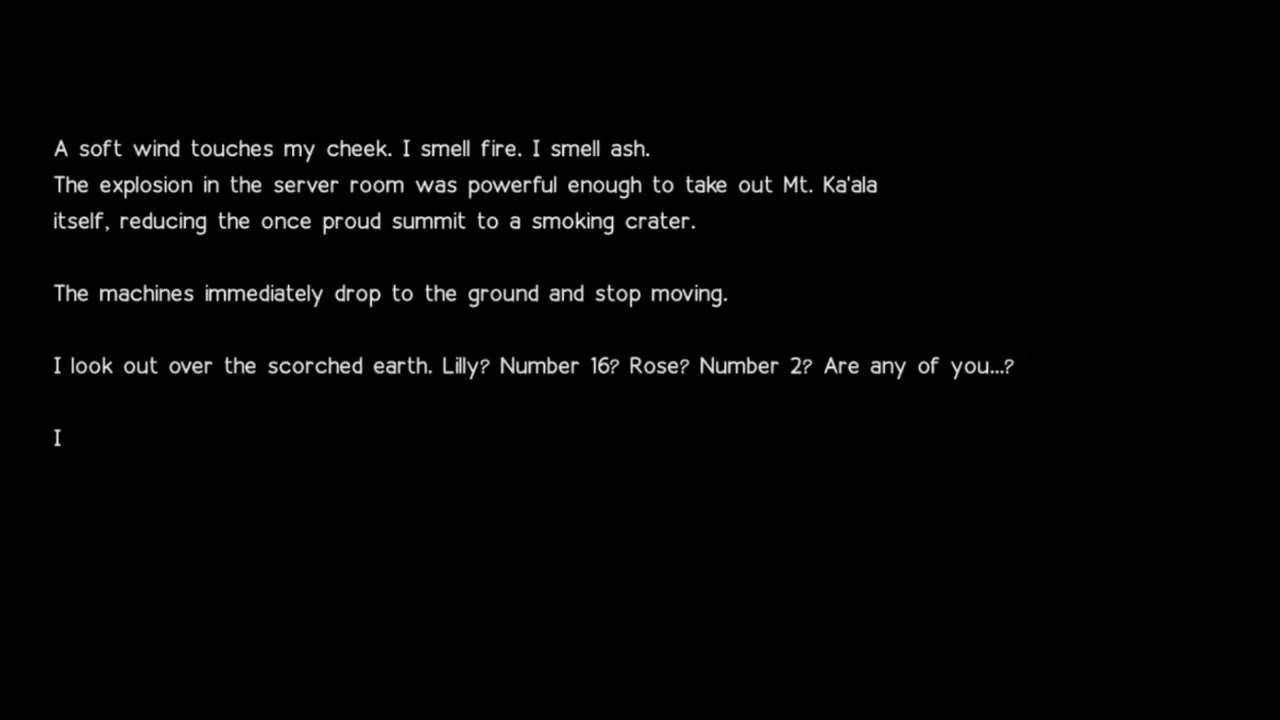 A soft wind touches my cheek. I smell fire. I smell ash.
The explosion in the server room was powerful enough to take out Mt. Ka'ala
itself, reducing the once proud summit to a smoking crater.
The machines immediately drop to the ground and stop moving.
I look out over the scorched earth. Lilly? Number 16? Rose? Number 2? Are any of you...?
I